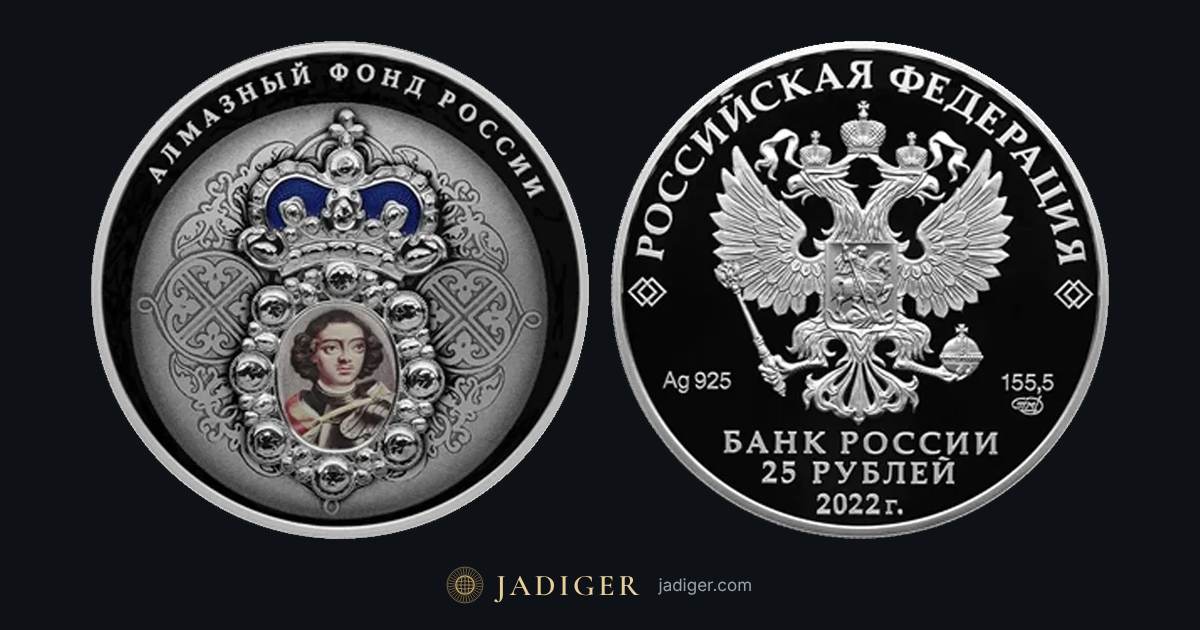 АЛМАЗНЫЙ ФОНД РОССИИ
РОССИЙСКАЯ ФЕДЕРАЦИЯ
Ag 925
155,5
БАНК РОССИИ
25 РУБЛЕЙ
2022 г.
JADIGER
jadiger.com